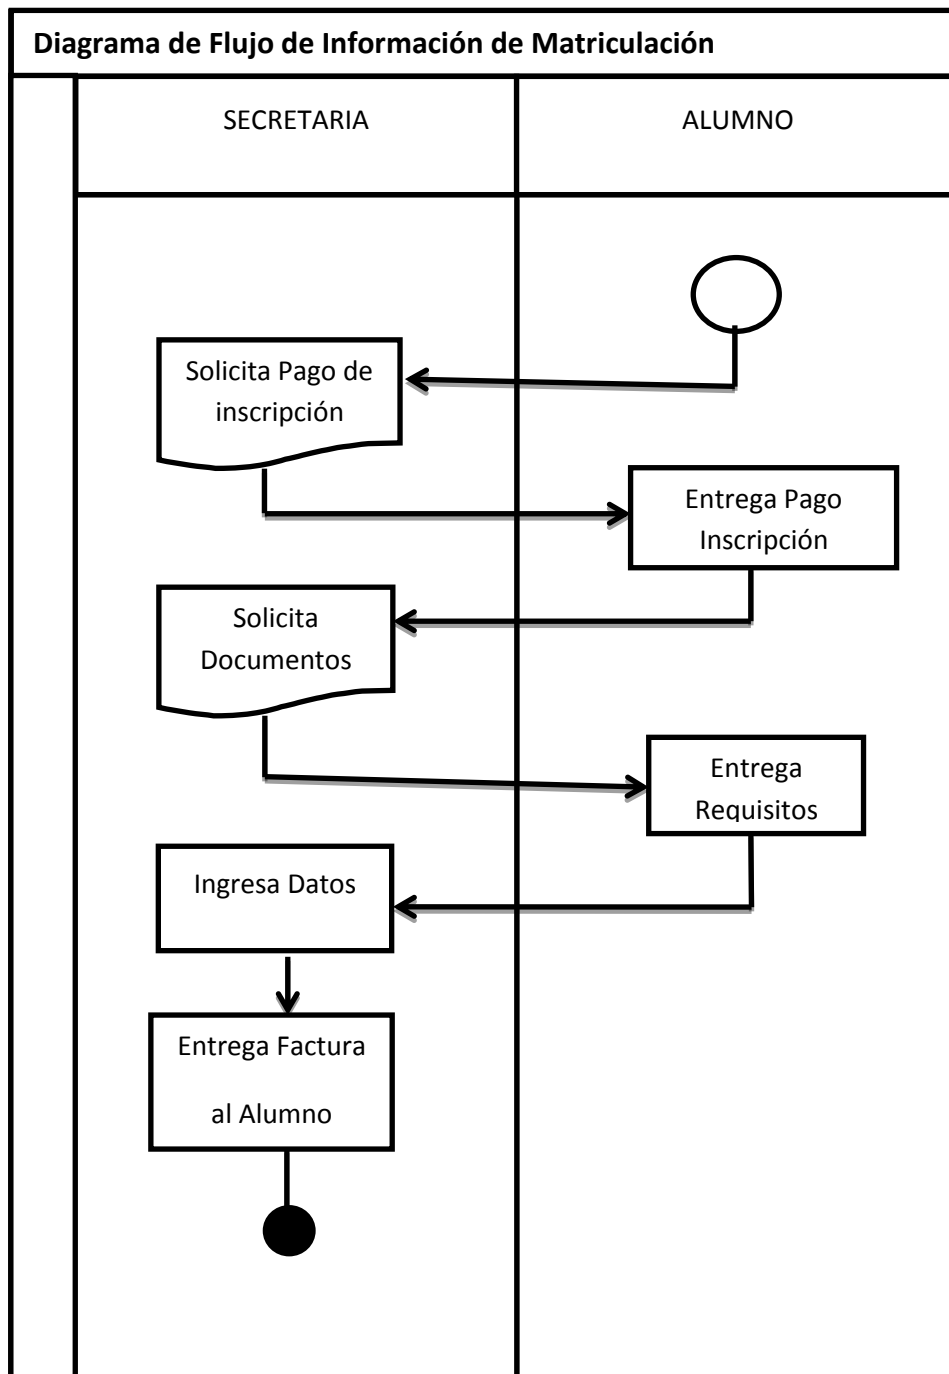 Diagrama de Flujo de Información de Matriculación
SECRETARIA
ALUMNO
Solicita Pago de
inscripción
Entrega Pago
Inscripción
Solicita
Documentos
Entrega
Requisitos
Ingresa Datos
Entrega Factura
al Alumno